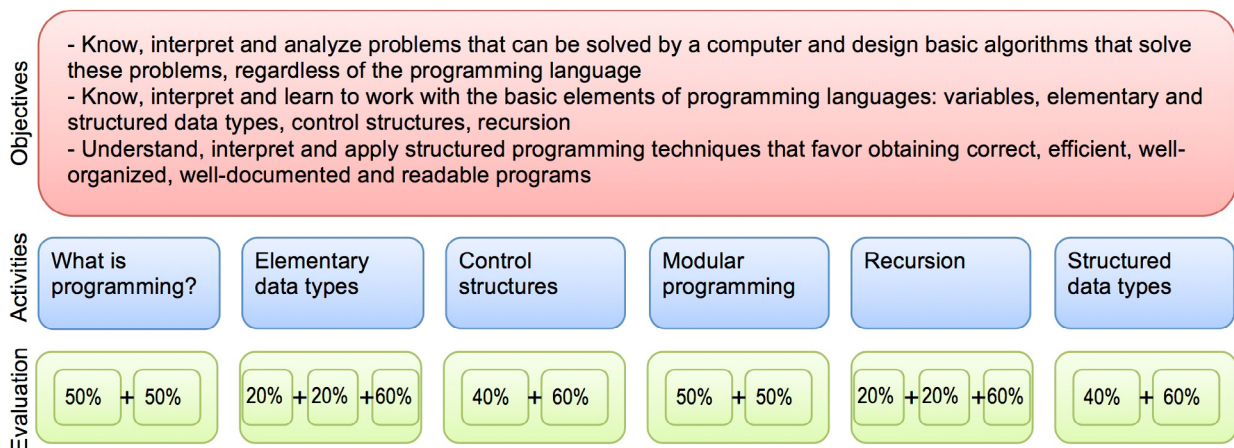 Objectives
- Know, interpret and analyze problems that can be solved by a computer and design basic algorithms that solve
these problems, regardless of the programming language
- Know, interpret and learn to work with the basic elements of programming languages: variables, elementary and
structured data types, control structures, recursion
- Understand, interpret and apply structured programming techniques that favor obtaining correct, efficient, well-
organized, well-documented and readable programs
Activities
What is
programming?
Elementary
data types
Control
structures
Modular
programming
Recursion
Structured
data types
Evaluation
50% + 50%
20% + 20% + 60%
40% + 60%
50% + 50%
20% + 20% + 60%
40% + 60%